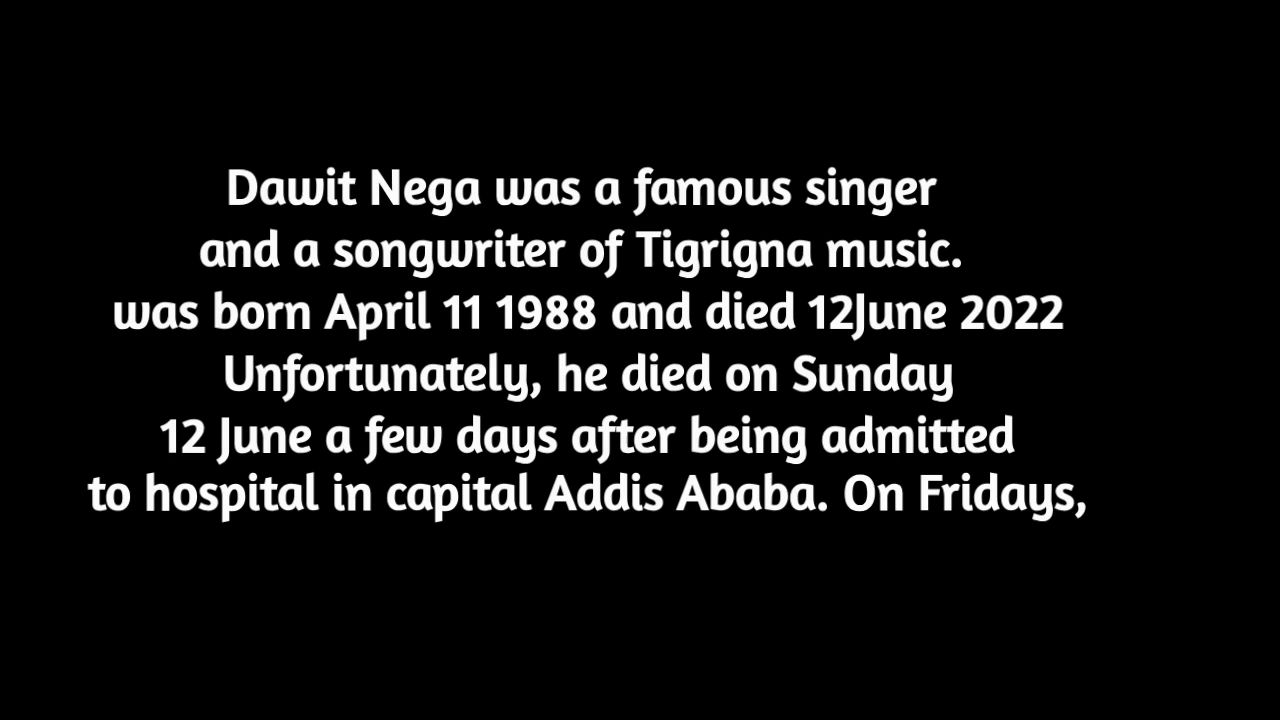 Dawit Nega was a famous singer
and a songwriter of Tigrigna music.
was born April 11 1988 and died 12June 2022
Unfortunately, he died on Sunday
12 June a few days after being admitted
to hospital in capital Addis Ababa. On Fridays,